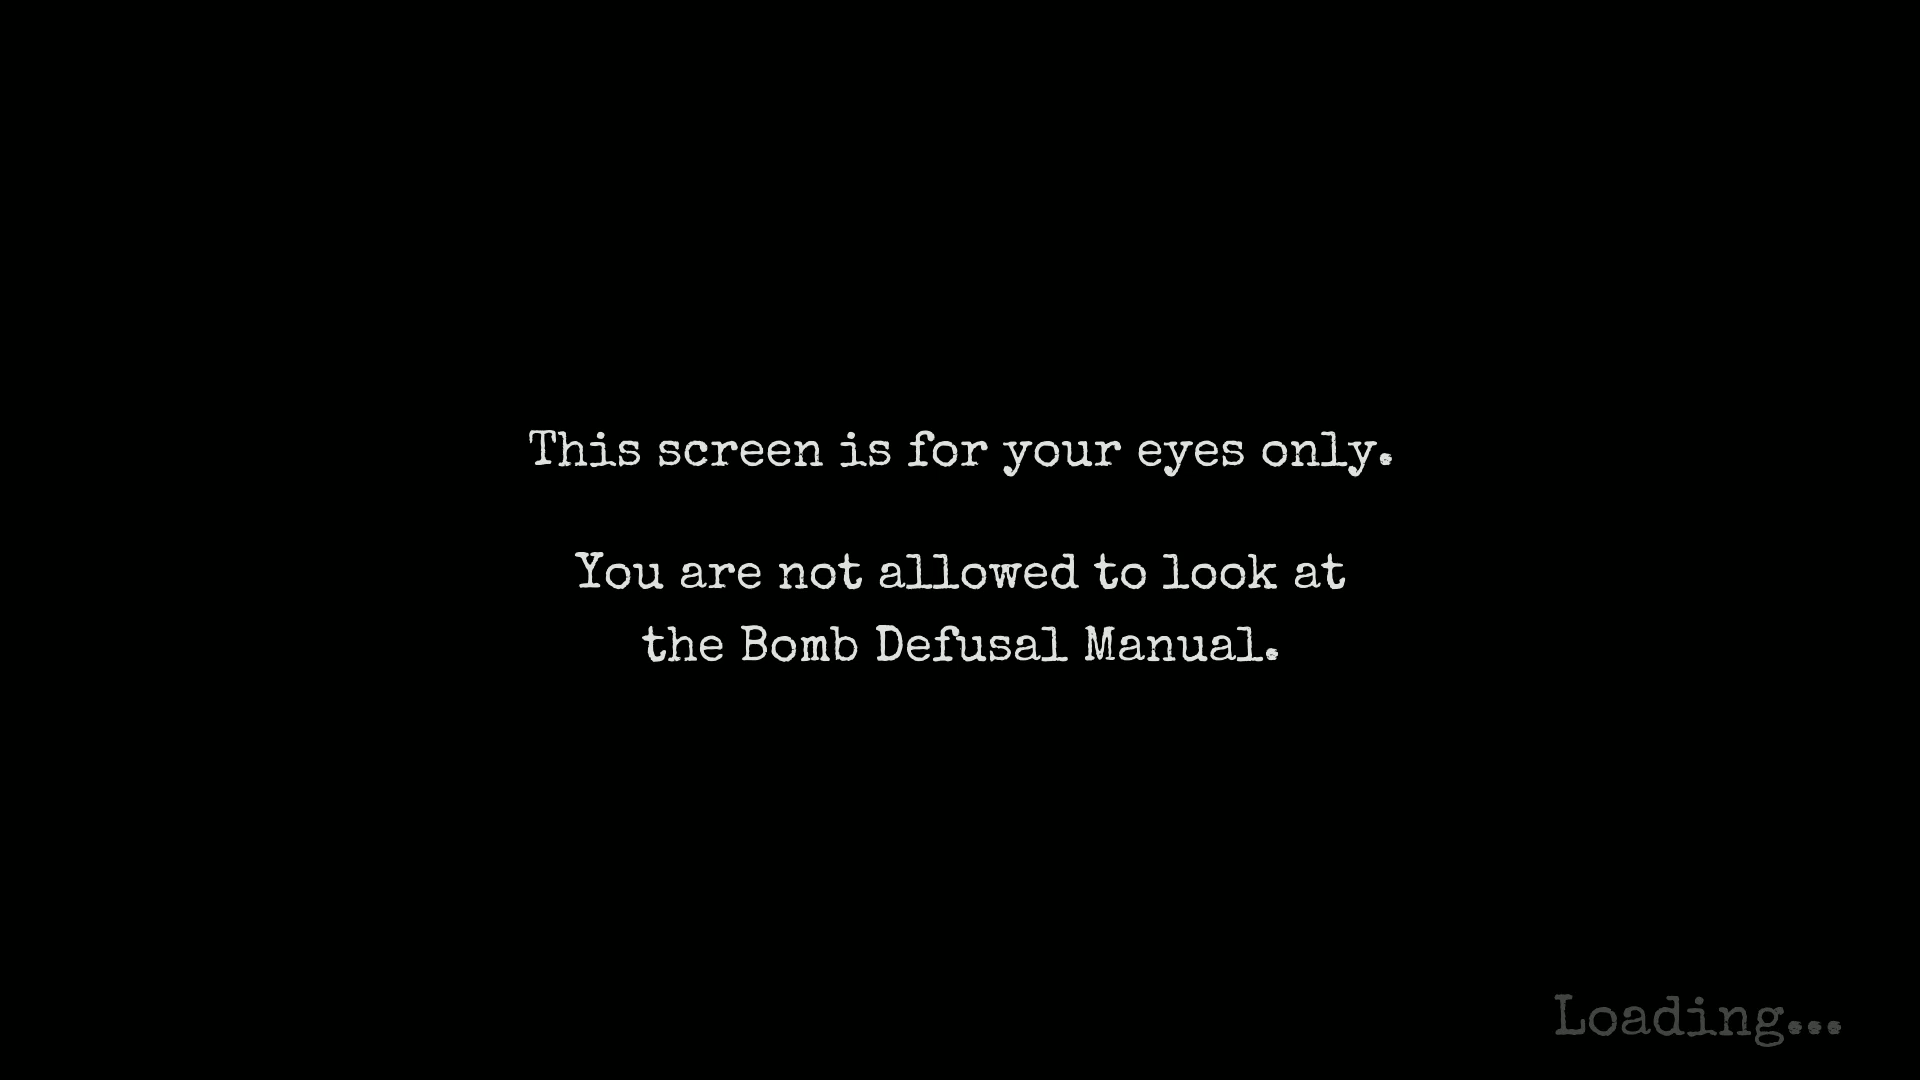 This screen is for your eyes only.
You are not allowed to look at
the Bomb Defusal Manual.
Loading...